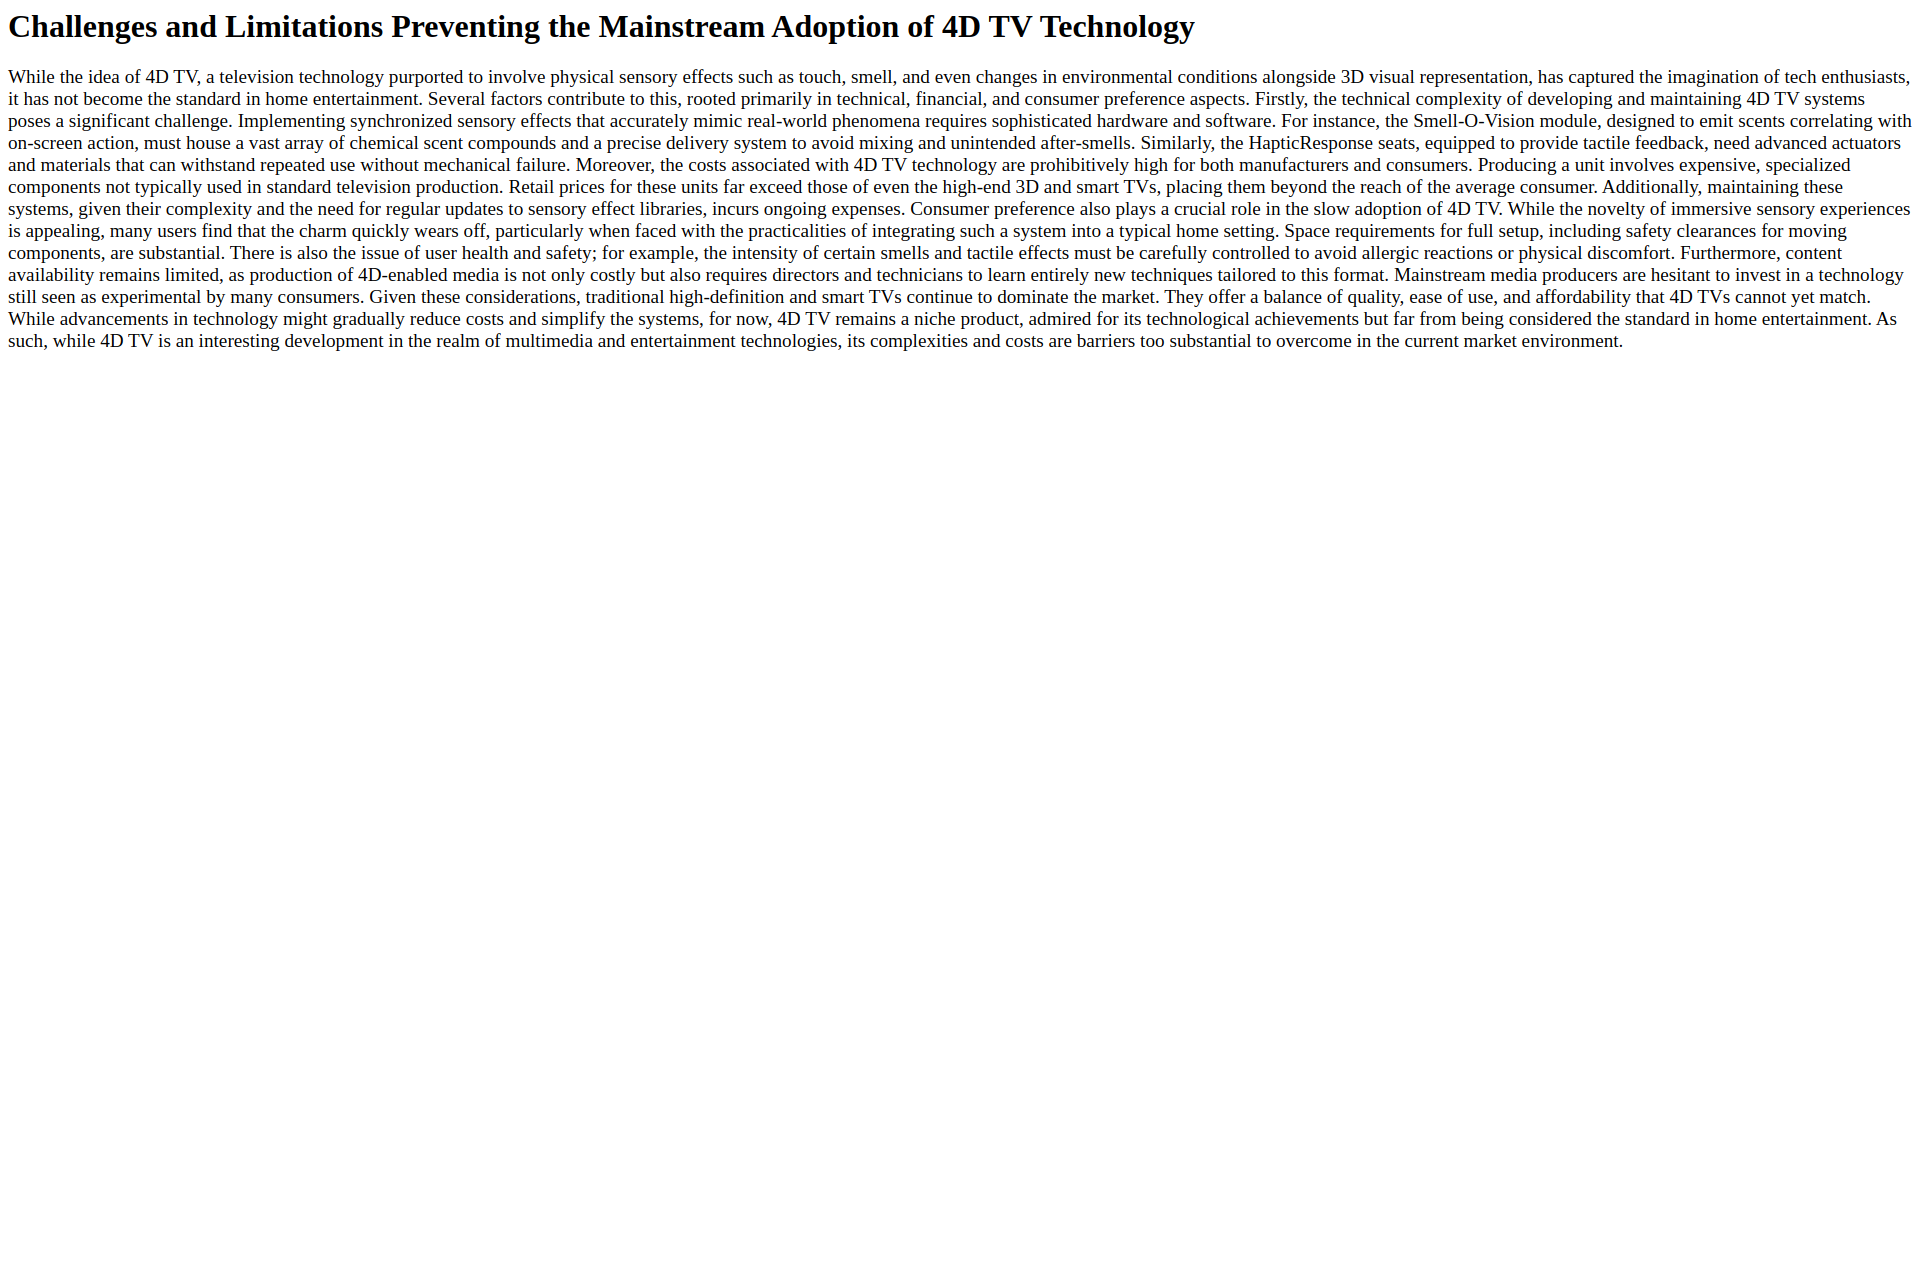 Challenges and Limitations Preventing the Mainstream Adoption of 4D TV Technology
While the idea of 4D TV, a television technology purported to involve physical sensory effects such as touch, smell, and even changes in environmental conditions alongside 3D visual representation, has captured the imagination of tech enthusiasts,
it has not become the standard in home entertainment. Several factors contribute to this, rooted primarily in technical, financial, and consumer preference aspects. Firstly, the technical complexity of developing and maintaining 4D TV systems
poses a significant challenge. Implementing synchronized sensory effects that accurately mimic real-world phenomena requires sophisticated hardware and software. For instance, the Smell-O-Vision module, designed to emit scents correlating with
on-screen action, must house a vast array of chemical scent compounds and a precise delivery system to avoid mixing and unintended after-smells. Similarly, the HapticResponse seats, equipped to provide tactile feedback, need advanced actuators
and materials that can withstand repeated use without mechanical failure. Moreover, the costs associated with 4D TV technology are prohibitively high for both manufacturers and consumers. Producing a unit involves expensive, specialized
components not typically used in standard television production. Retail prices for these units far exceed those of even the high-end 3D and smart TVs, placing them beyond the reach of the average consumer. Additionally, maintaining these
systems, given their complexity and the need for regular updates to sensory effect libraries, incurs ongoing expenses. Consumer preference also plays a crucial role in the slow adoption of 4D TV. While the novelty of immersive sensory experiences
is appealing, many users find that the charm quickly wears off, particularly when faced with the practicalities of integrating such a system into a typical home setting. Space requirements for full setup, including safety clearances for moving
components, are substantial. There is also the issue of user health and safety; for example, the intensity of certain smells and tactile effects must be carefully controlled to avoid allergic reactions or physical discomfort. Furthermore, content
availability remains limited, as production of 4D-enabled media is not only costly but also requires directors and technicians to learn entirely new techniques tailored to this format. Mainstream media producers are hesitant to invest in a technology
still seen as experimental by many consumers. Given these considerations, traditional high-definition and smart TVs continue to dominate the market. They offer a balance of quality, ease of use, and affordability that 4D TVs cannot yet match.
While advancements in technology might gradually reduce costs and simplify the systems, for now, 4D TV remains a niche product, admired for its technological achievements but far from being considered the standard in home entertainment. As
such, while 4D TV is an interesting development in the realm of multimedia and entertainment technologies, its complexities and costs are barriers too substantial to overcome in the current market environment.